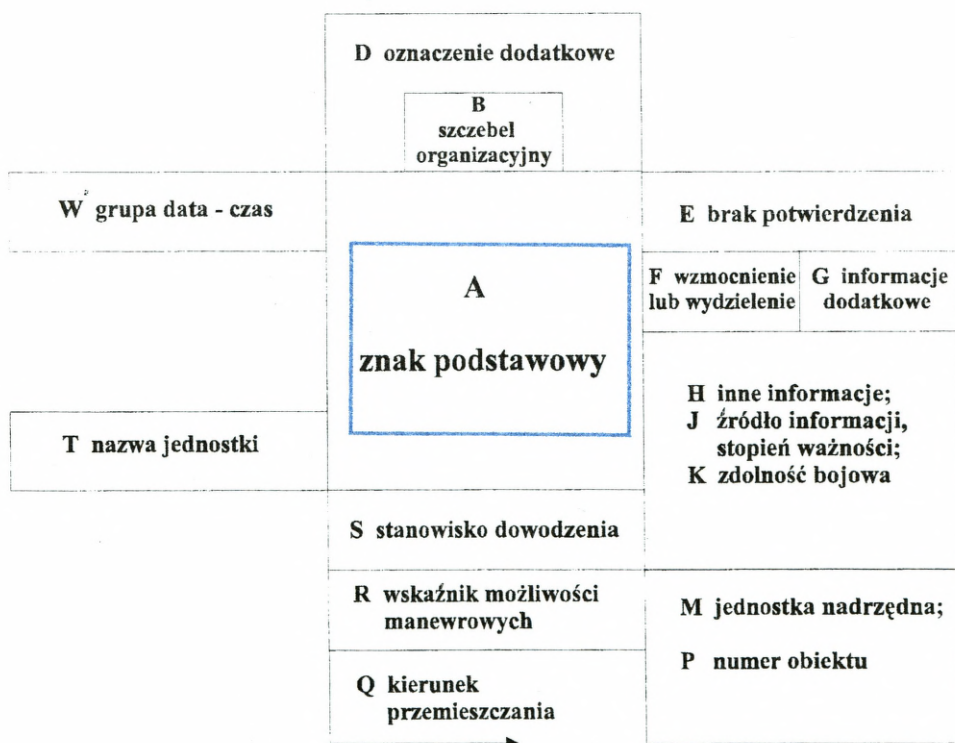 D oznaczenie dodatkowe
B
szczebel
organizacyjny
W grupa data - czas
E brak potwierdzenia
A
znak podstawowy
F wzmocnienie
lub wydzielenie
G informacje
dodatkowe
H inne informacje;
J źródło informacji,
stopień ważności;
K zdolność bojowa
T nazwa jednostki
S stanowisko dowodzenia
R wskaźnik możliwości
manewrowych
M jednostka nadrzędna;
P numer obiektu
Q kierunek
przemieszczania